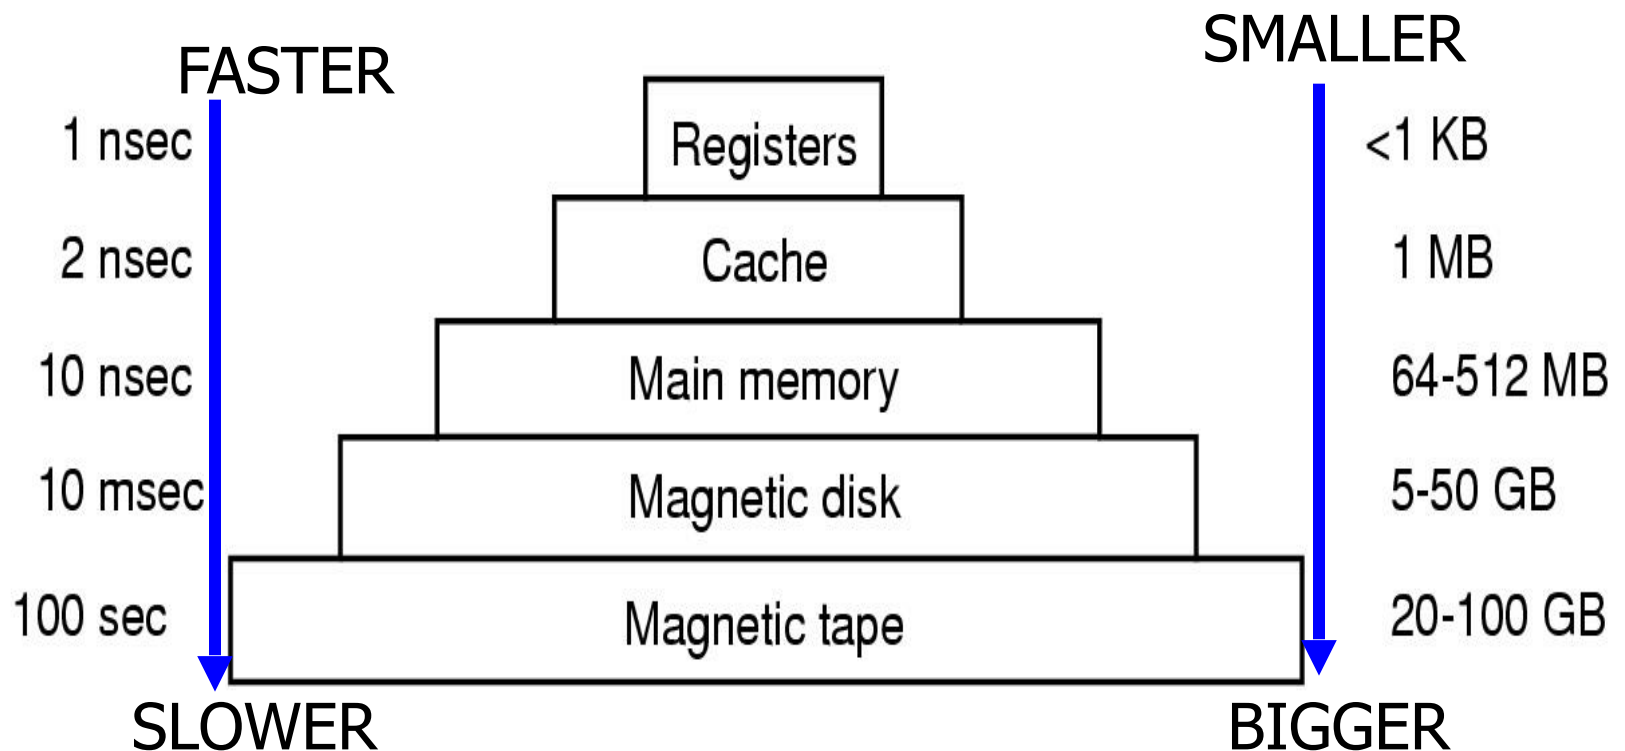 FASTER
SMALLER
1 nsec
Registers
<1 KB
2 nsec
Cache
1 MB
10 nsec
Main memory
64-512 MB
10 msec
Magnetic disk
5-50 GB
100 sec
Magnetic tape
20-100 GB
SLOWER
BIGGER